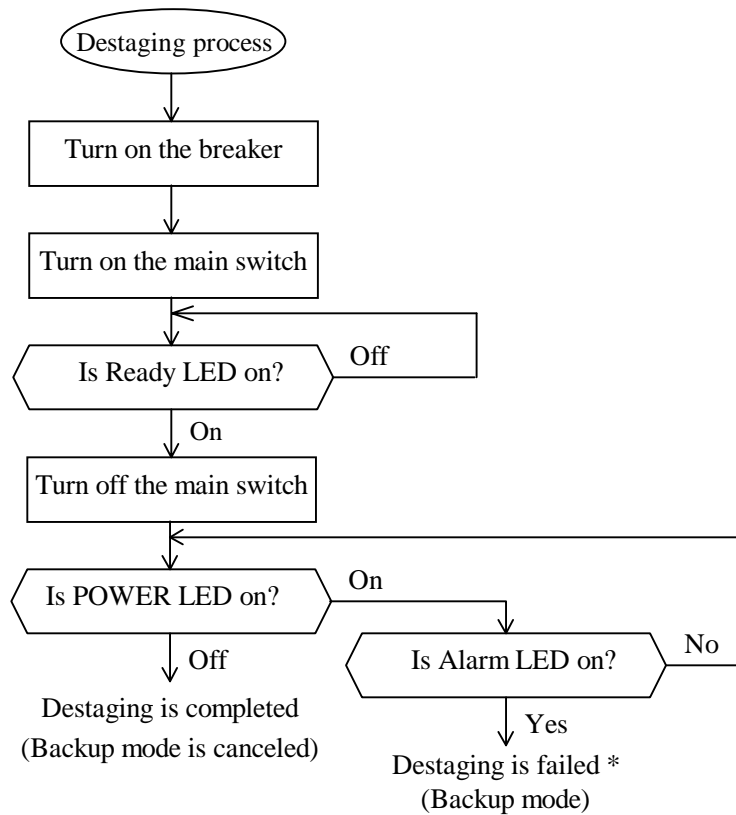 Destaging process
Turn on the breaker
Turn on the main switch
Is Ready LED on?
Off
On
Turn off the main switch
Is POWER LED on?
On
Off
Is Alarm LED on?
No
Destaging is completed
(Backup mode is canceled)
Yes
Destaging is failed *
(Backup mode)